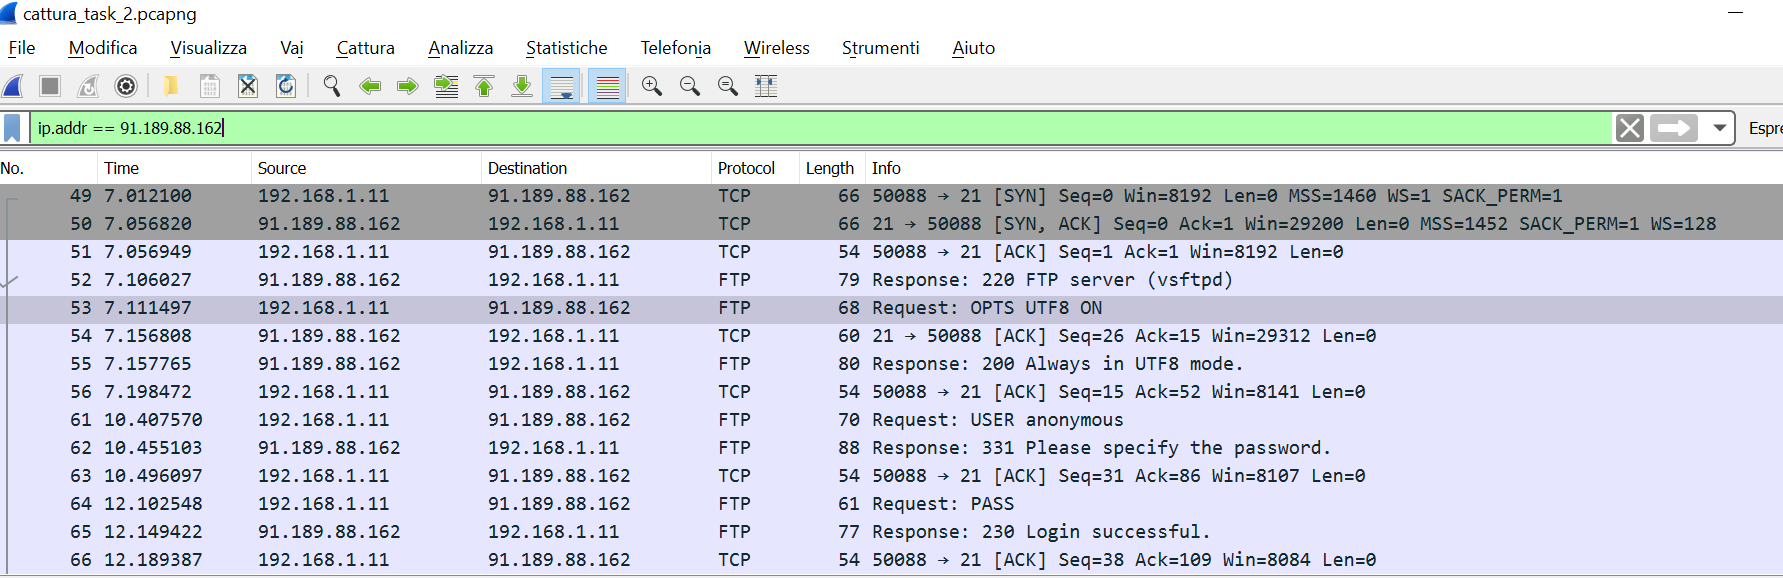 cattura_task_2.pcapng
File Modifica Visualizza Vai Cattura Analizza Statistiche Telefonia Wireless Strumenti Aiuto
ip.addr == 91.189.88.162 Espre
No. Time Source Destination Protocol Length Info
49 7.012100 192.168.1.11 91.189.88.162 TCP 66 50088 → 21 [SYN] Seq=0 Win=8192 Len=0 MSS=1460 WS=1 SACK_PERM=1
50 7.056820 91.189.88.162 192.168.1.11 TCP 66 21 → 50088 [SYN, ACK] Seq=0 Ack=1 Win=29200 Len=0 MSS=1452 SACK_PERM=1 WS=128
51 7.056949 192.168.1.11 91.189.88.162 TCP 54 50088 → 21 [ACK] Seq=1 Ack=1 Win=8192 Len=0
52 7.106027 91.189.88.162 192.168.1.11 FTP 79 Response: 220 FTP server (vsftpd)
53 7.111497 192.168.1.11 91.189.88.162 FTP 68 Request: OPTS UTF8 ON
54 7.156808 91.189.88.162 192.168.1.11 TCP 60 21 → 50088 [ACK] Seq=26 Ack=15 Win=29312 Len=0
55 7.157765 91.189.88.162 192.168.1.11 FTP 80 Response: 200 Always in UTF8 mode.
56 7.198472 192.168.1.11 91.189.88.162 TCP 54 50088 → 21 [ACK] Seq=15 Ack=52 Win=8141 Len=0
61 10.407570 192.168.1.11 91.189.88.162 FTP 70 Request: USER anonymous
62 10.455103 91.189.88.162 192.168.1.11 FTP 88 Response: 331 Please specify the password.
63 10.496097 192.168.1.11 91.189.88.162 TCP 54 50088 → 21 [ACK] Seq=31 Ack=86 Win=8107 Len=0
64 12.102548 192.168.1.11 91.189.88.162 FTP 61 Request: PASS
65 12.149422 91.189.88.162 192.168.1.11 FTP 77 Response: 230 Login successful.
66 12.189387 192.168.1.11 91.189.88.162 TCP 54 50088 → 21 [ACK] Seq=38 Ack=109 Win=8084 Len=0